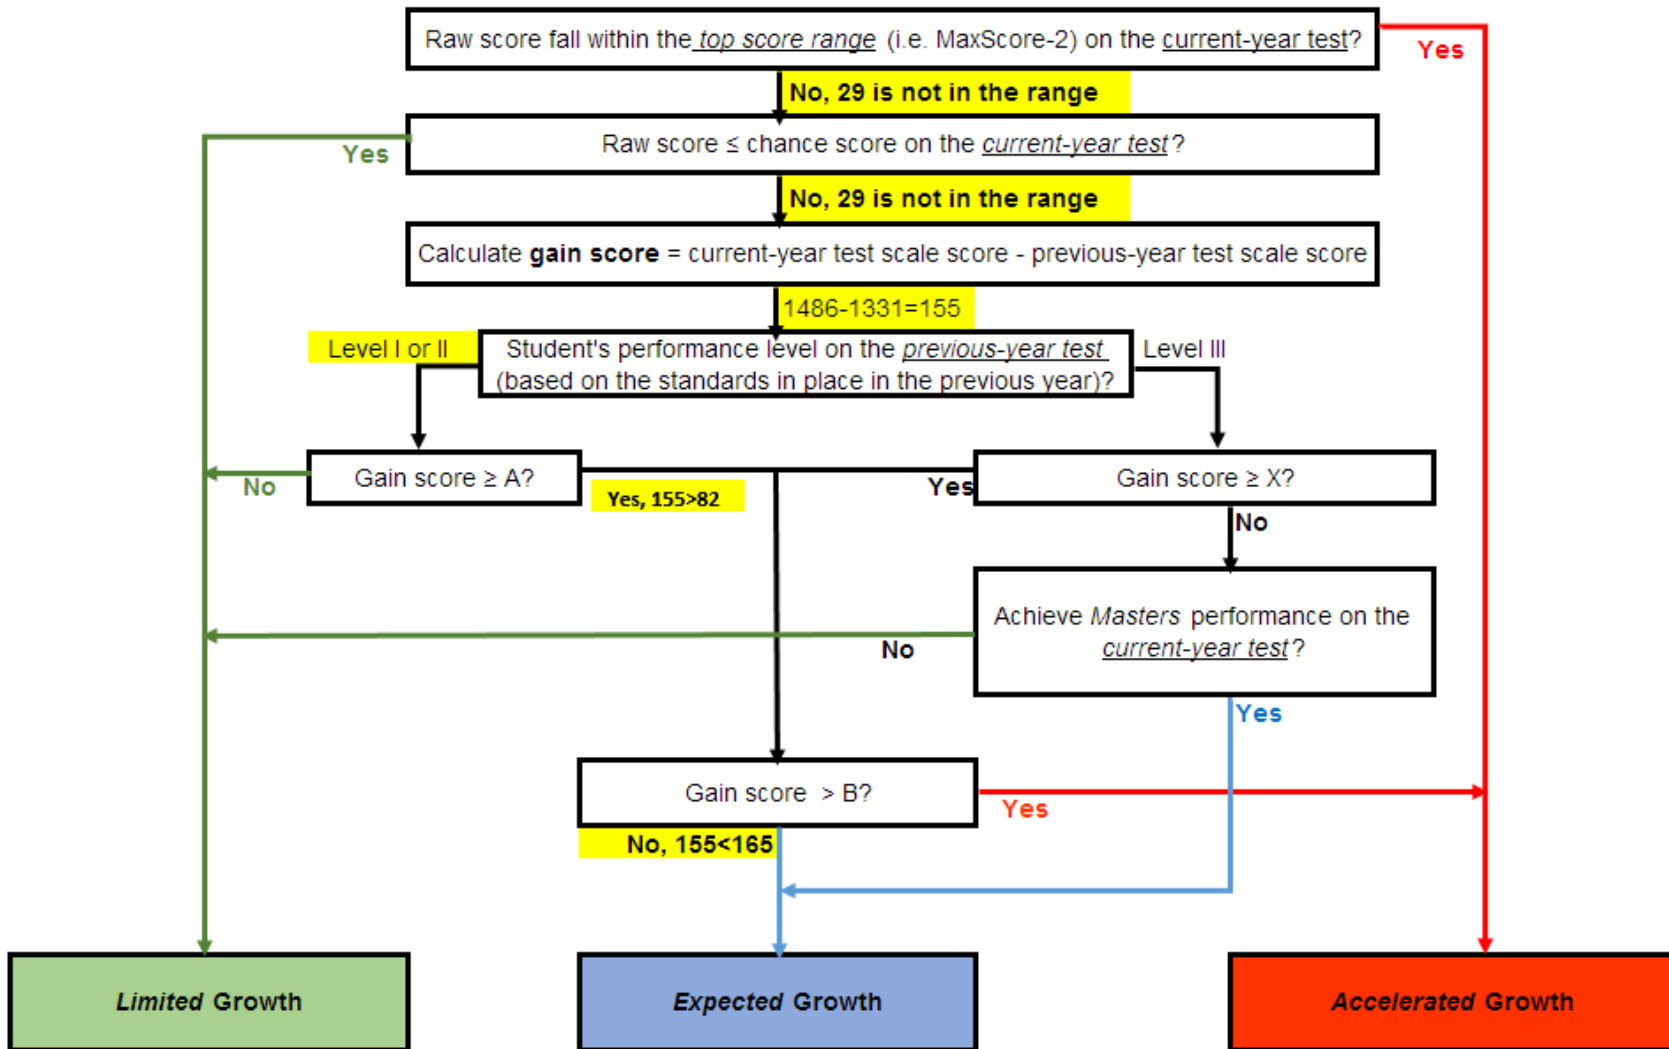 Raw score fall within the top score range (i.e. MaxScore-2) on the current-year test?
Yes
No, 29 is not in the range
Raw score ≤ chance score on the current-year test?
Yes
No, 29 is not in the range
Calculate gain score = current-year test scale score - previous-year test scale score
1486-1331=155
Level I or II
Student's performance level on the previous-year test
(based on the standards in place in the previous year)?
Level III
Gain score ≥ A?
No
Yes, 155>82
Yes
Gain score ≥ X?
No
Achieve Masters performance on the
current-year test?
No
Yes
Gain score > B?
Yes
No, 155<165
Limited Growth
Expected Growth
Accelerated Growth